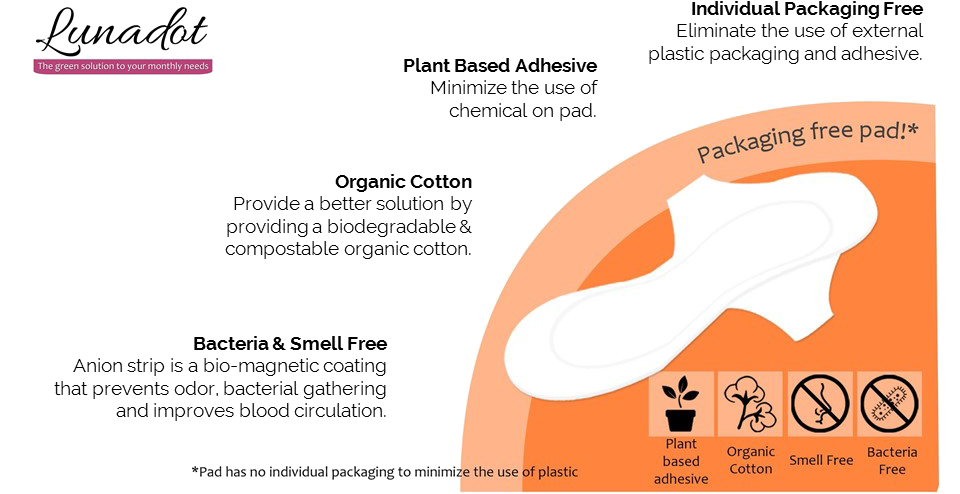 Lunadot
The green solution to your monthly needs
Individual Packaging Free
Eliminate the use of external
plastic packaging and adhesive.
Plant Based Adhesive
Minimize the use of
chemical on pad.
Packaging free pad!*
Organic Cotton
Provide a better solution by
providing a biodegradable &
compostable organic cotton.
Bacteria & Smell Free
Anion strip is a bio-magnetic coating
that prevents odor, bacterial gathering
and improves blood circulation.
Plant
based
adhesive
Organic
Cotton
Smell Free
Bacteria
Free
*Pad has no individual packaging to minimize the use of plastic